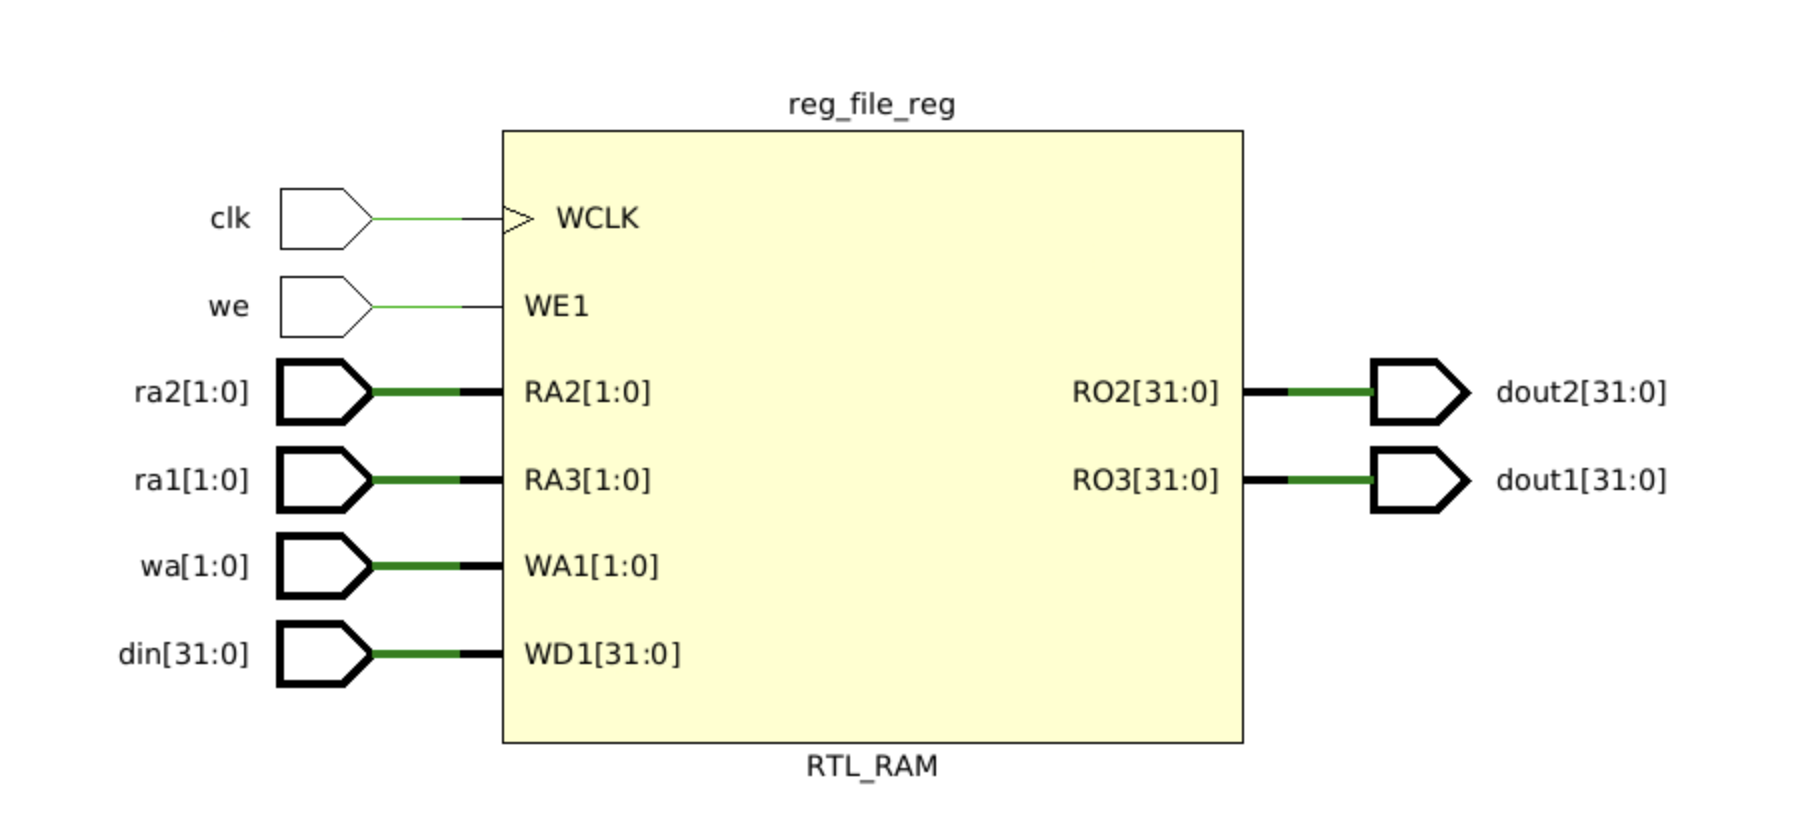 reg_file_reg
clk WCLK
we WE1
ra2[1:0] RA2[1:0] RO2[31:0] dout2[31:0]
ra1[1:0] RA3[1:0] RO3[31:0] dout1[31:0]
wa[1:0] WA1[1:0]
din[31:0] WD1[31:0]
RTL_RAM